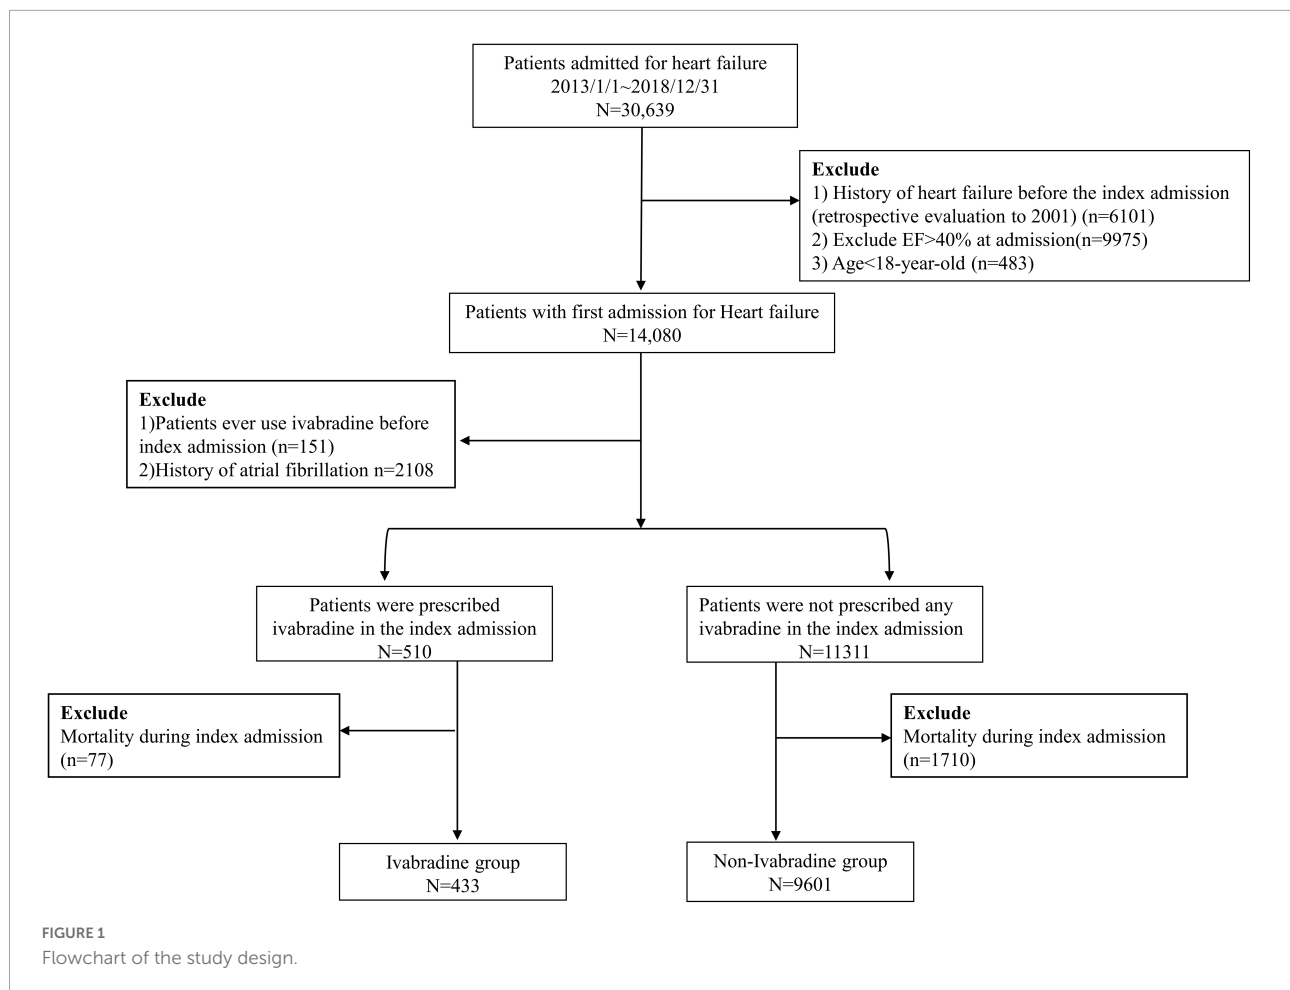 Patients admitted for heart failure
2013/1/1~2018/12/31
N=30,639
Exclude
1) History of heart failure before the index admission
(retrospective evaluation to 2001) (n=6101)
2) Exclude EF>40% at admission(n=9975)
3) Age<18-year-old (n=483)
Patients with first admission for Heart failure
N=14,080
Exclude
1)Patients ever use ivabradine before
index admission (n=151)
2)History of atrial fibrillation n=2108
Patients were prescribed
ivabradine in the index admission
N=510
Patients were not prescribed any
ivabradine in the index admission
N=11311
Exclude
Mortality during index admission
(n=77)
Exclude
Mortality during index admission
(n=1710)
Ivabradine group
N=433
Non-Ivabradine group
N=9601
FIGURE 1
Flowchart of the study design.